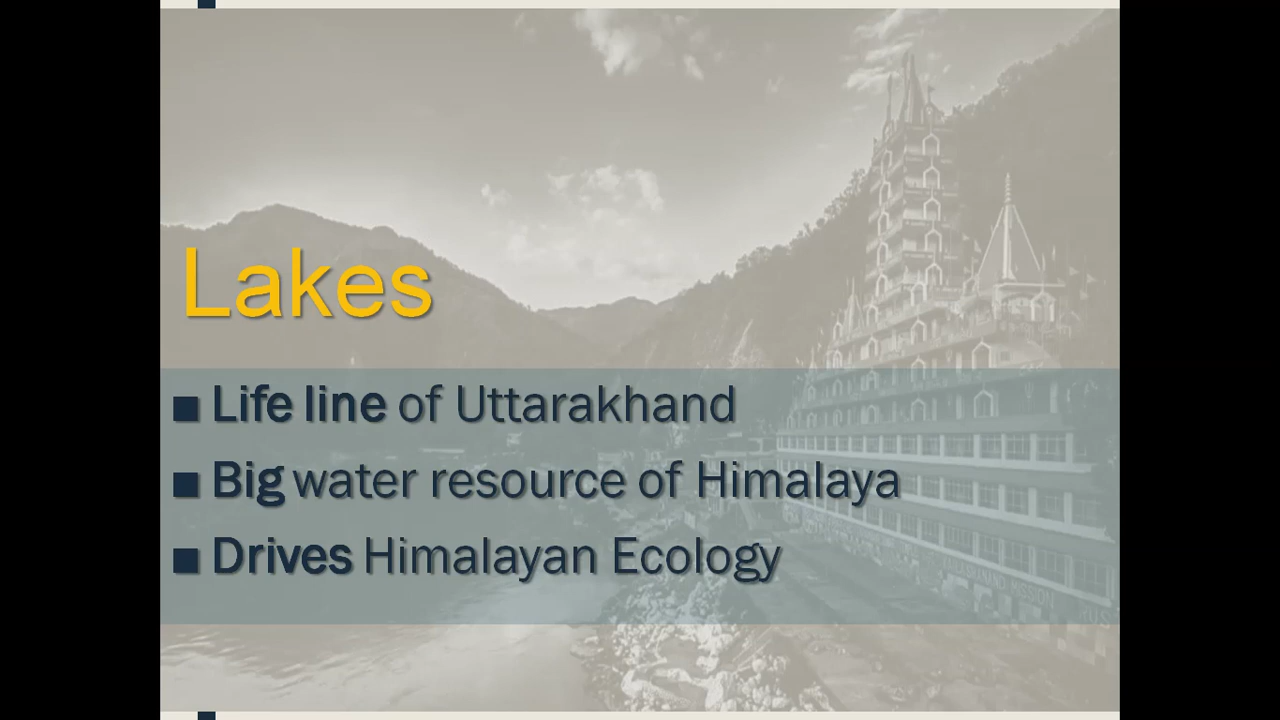 Lakes
■ Life line of Uttarakhand
■ Big water resource of Himalaya
■ Drives Himalayan Ecology